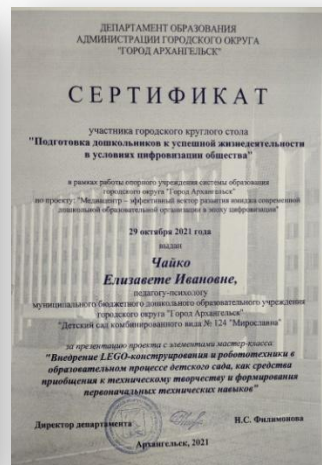 ДЕПАРТАМЕНТ ОБРАЗОВАНИЯ
АДМИНИСТРАЦИИ ГОРОДСКОГО ОКРУГА
"ГОРОД АРХАНГЕЛЬСК"
СЕРТИФИКАТ
участника городского круглого стола
"Подготовка дошкольников к успешной жизнедеятельности
в условиях цифровизации общества"
в рамках работы опорного учреждения системы образования
городского округа "Город Архангельск"
по проекту: "Медиацентр – эффективный вектор развития имиджа современной
дошкольной образовательной организации в эпоху цифровизации"
29 октября 2021 года
выдан
Чайко
Елизавете Ивановне,
педагогу-психологу
муниципального бюджетного дошкольного образовательного учреждения
городского округа "Город Архангельск"
"Детский сад комбинированного вида № 124 "Мирославна"
за презентацию проекта с элементами мастер-класса:
"Внедрение LEGO-конструирования и робототехники в
образовательном процессе детского сада, как средства
приобщения к техническому творчеству и формирования
первоначальных технических навыков"
Директор департамента Н.С. Филимонова
Архангельск, 2021